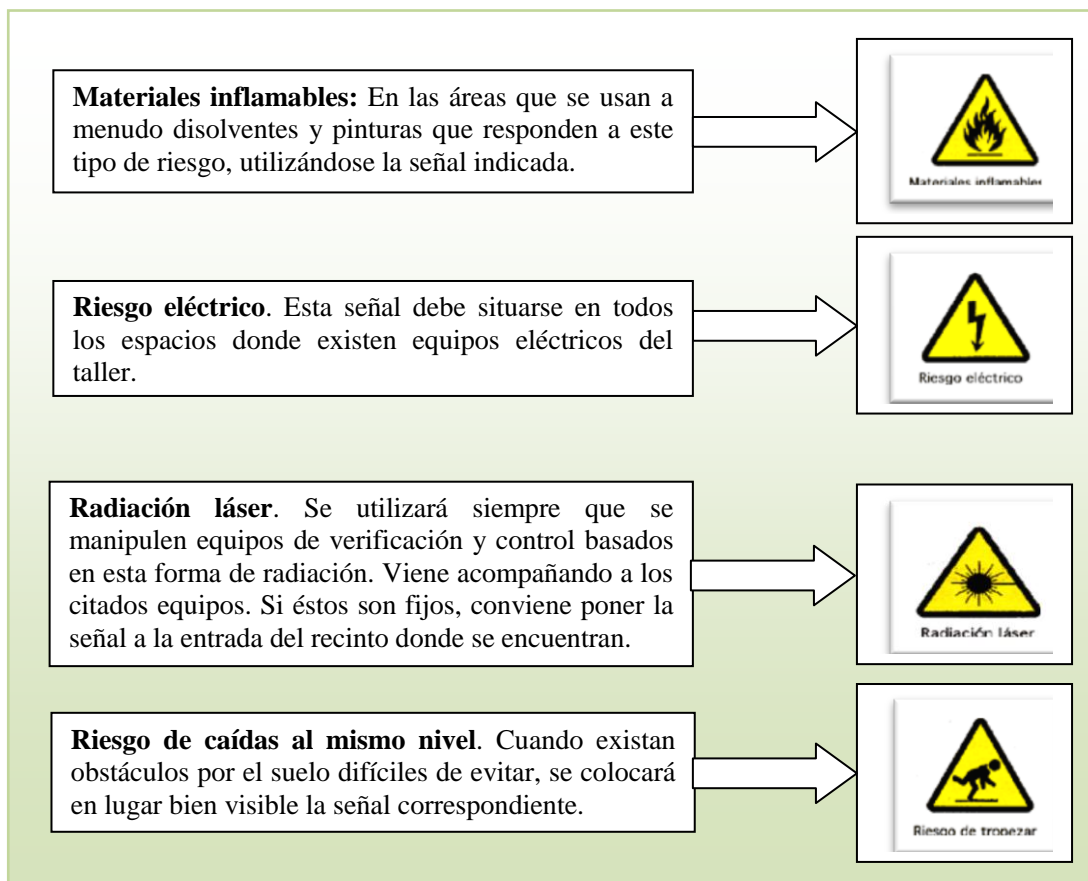 Materiales inflamables: En las áreas que se usan a
menudo disolventes y pinturas que responden a este
tipo de riesgo, utilizándose la señal indicada.
Materiales inflamables
Riesgo eléctrico. Esta señal debe situarse en todos
los espacios donde existen equipos eléctricos del
taller.
Riesgo eléctrico
Radiación láser. Se utilizará siempre que se
manipulen equipos de verificación y control basados
en esta forma de radiación. Viene acompañando a los
citados equipos. Si éstos son fijos, conviene poner la
señal a la entrada del recinto donde se encuentran.
Radiación láser
Riesgo de caídas al mismo nivel. Cuando existan
obstáculos por el suelo difíciles de evitar, se colocará
en lugar bien visible la señal correspondiente.
Riesgo de tropezar